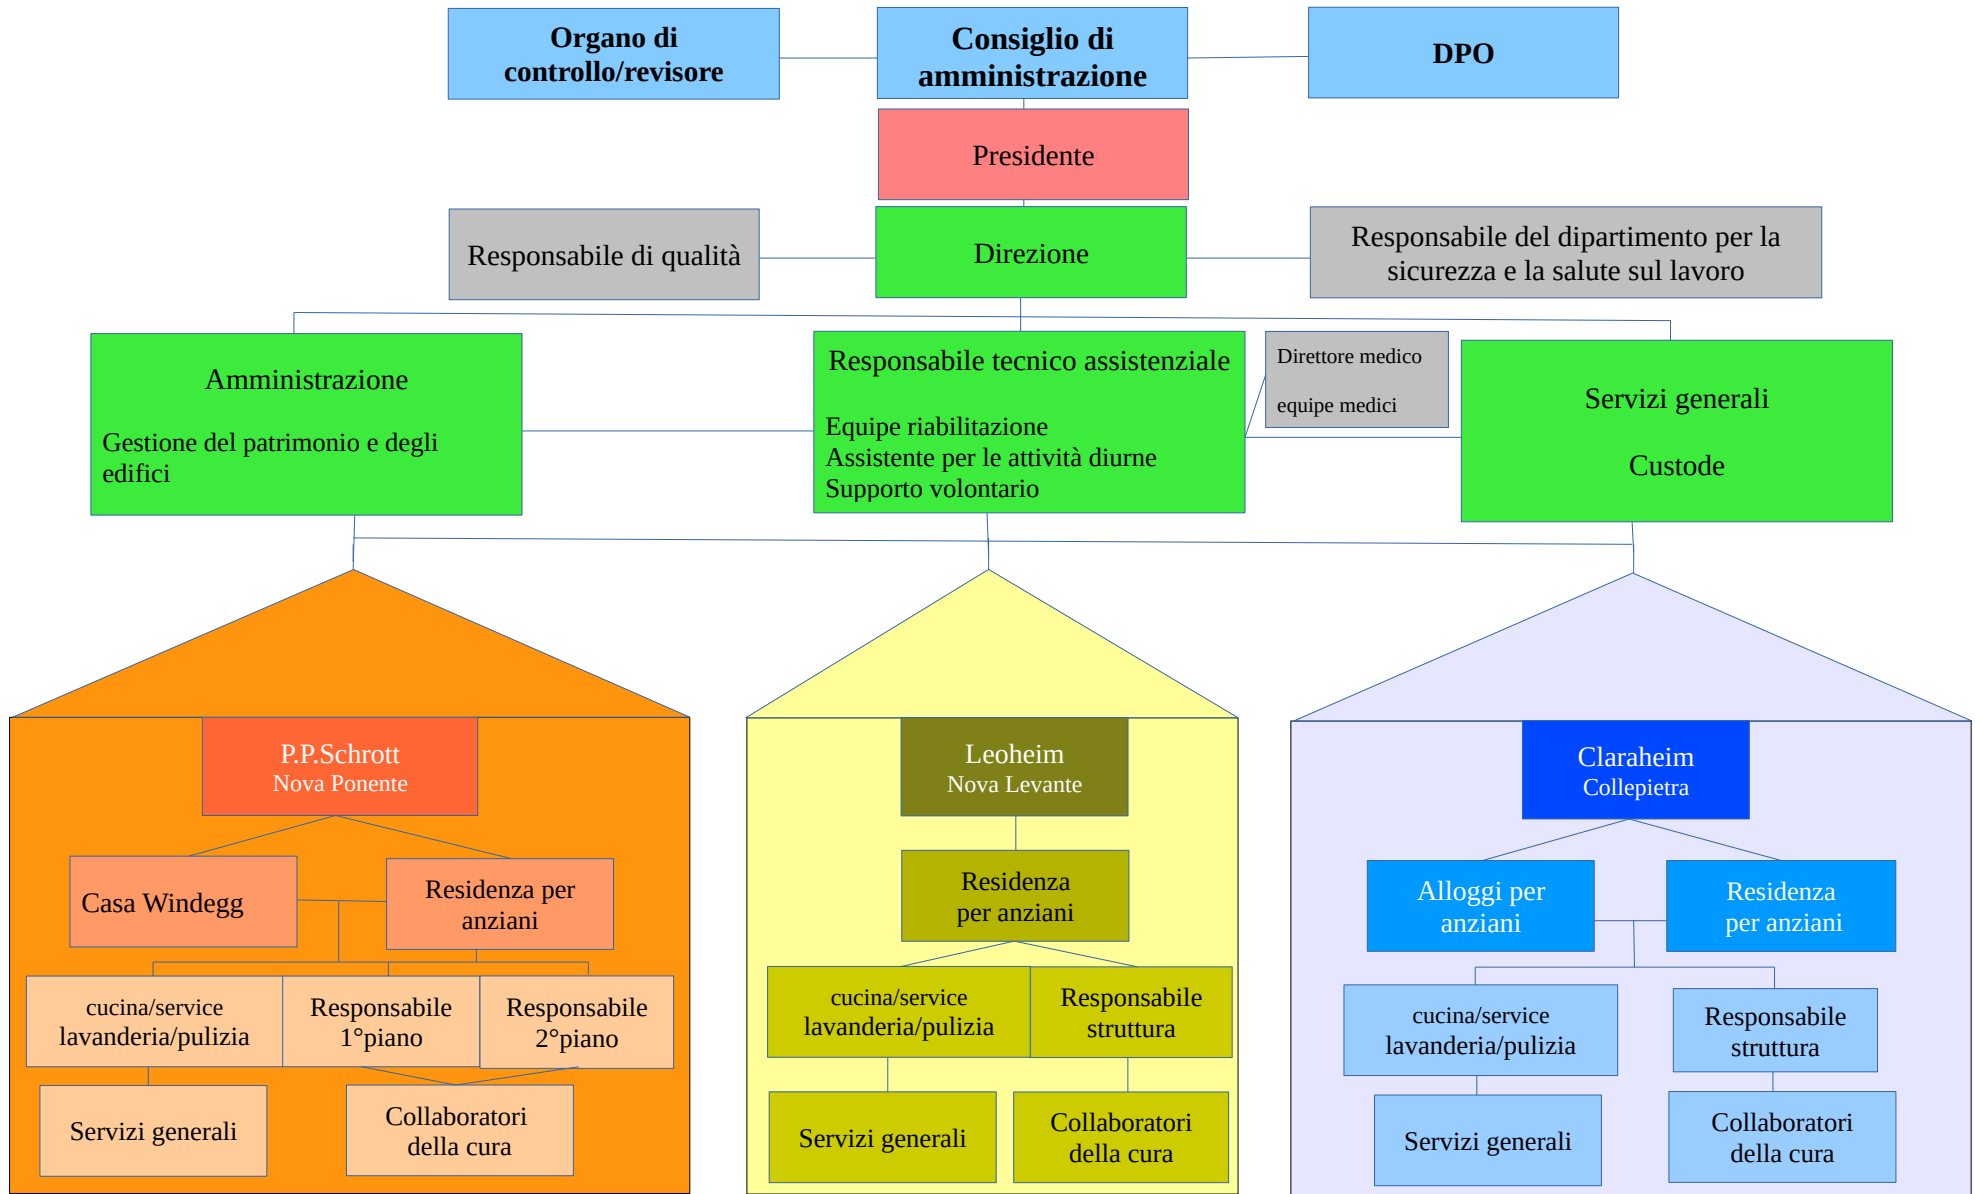 Organo di
controllo/revisore
Consiglio di
amministrazione
DPO
Presidente
Responsabile di qualità
Direzione
Responsabile del dipartimento per la
sicurezza e la salute sul lavoro
Amministrazione
Gestione del patrimonio e degli
edifici
Responsabile tecnico assistenziale
Equipe riabilitazione
Assistente per le attività diurne
Supporto volontario
Direttore medico
equipe medici
Servizi generali
Custode
P.P.Schrott
Nova Ponente
Casa Windegg
Residenza per
anziani
cucina/service
lavanderia/pulizia
Responsabile
1°piano
Responsabile
2°piano
Servizi generali
Collaboratori
della cura
Leoheim
Nova Levante
Residenza
per anziani
cucina/service
lavanderia/pulizia
Responsabile
struttura
Servizi generali
Collaboratori
della cura
Claraheim
Collepietra
Alloggi per
anziani
Residenza
per anziani
cucina/service
lavanderia/pulizia
Responsabile
struttura
Servizi generali
Collaboratori
della cura